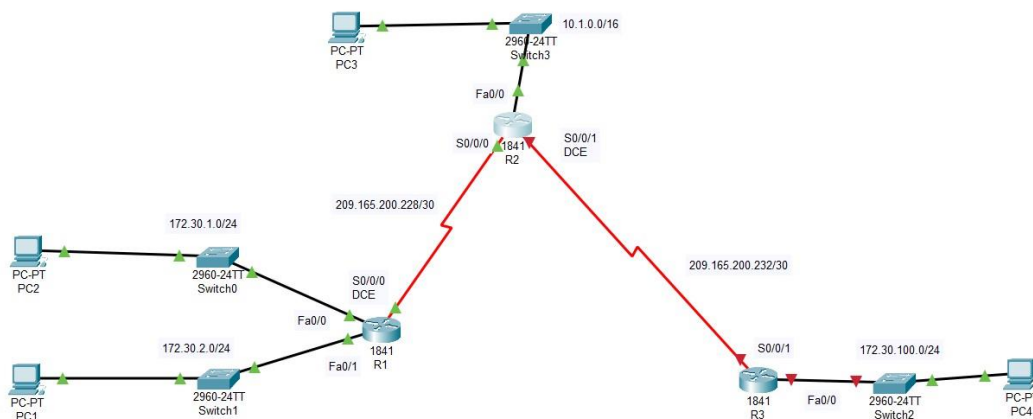 10.1.0.0/16
PC-PT
PC3
2960-24TT
Switch3
Fa0/0
S0/0/0
1841
R2
S0/0/1
DCE
209.165.200.228/30
172.30.1.0/24
PC-PT
PC2
2960-24TT
Switch0
S0/0/0
DCE
209.165.200.232/30
Fa0/0
172.30.2.0/24
Fa0/1
1841
R1
PC-PT
PC1
2960-24TT
Switch1
S0/0/1
172.30.100.0/24
1841
R3
Fa0/0
2960-24TT
Switch2